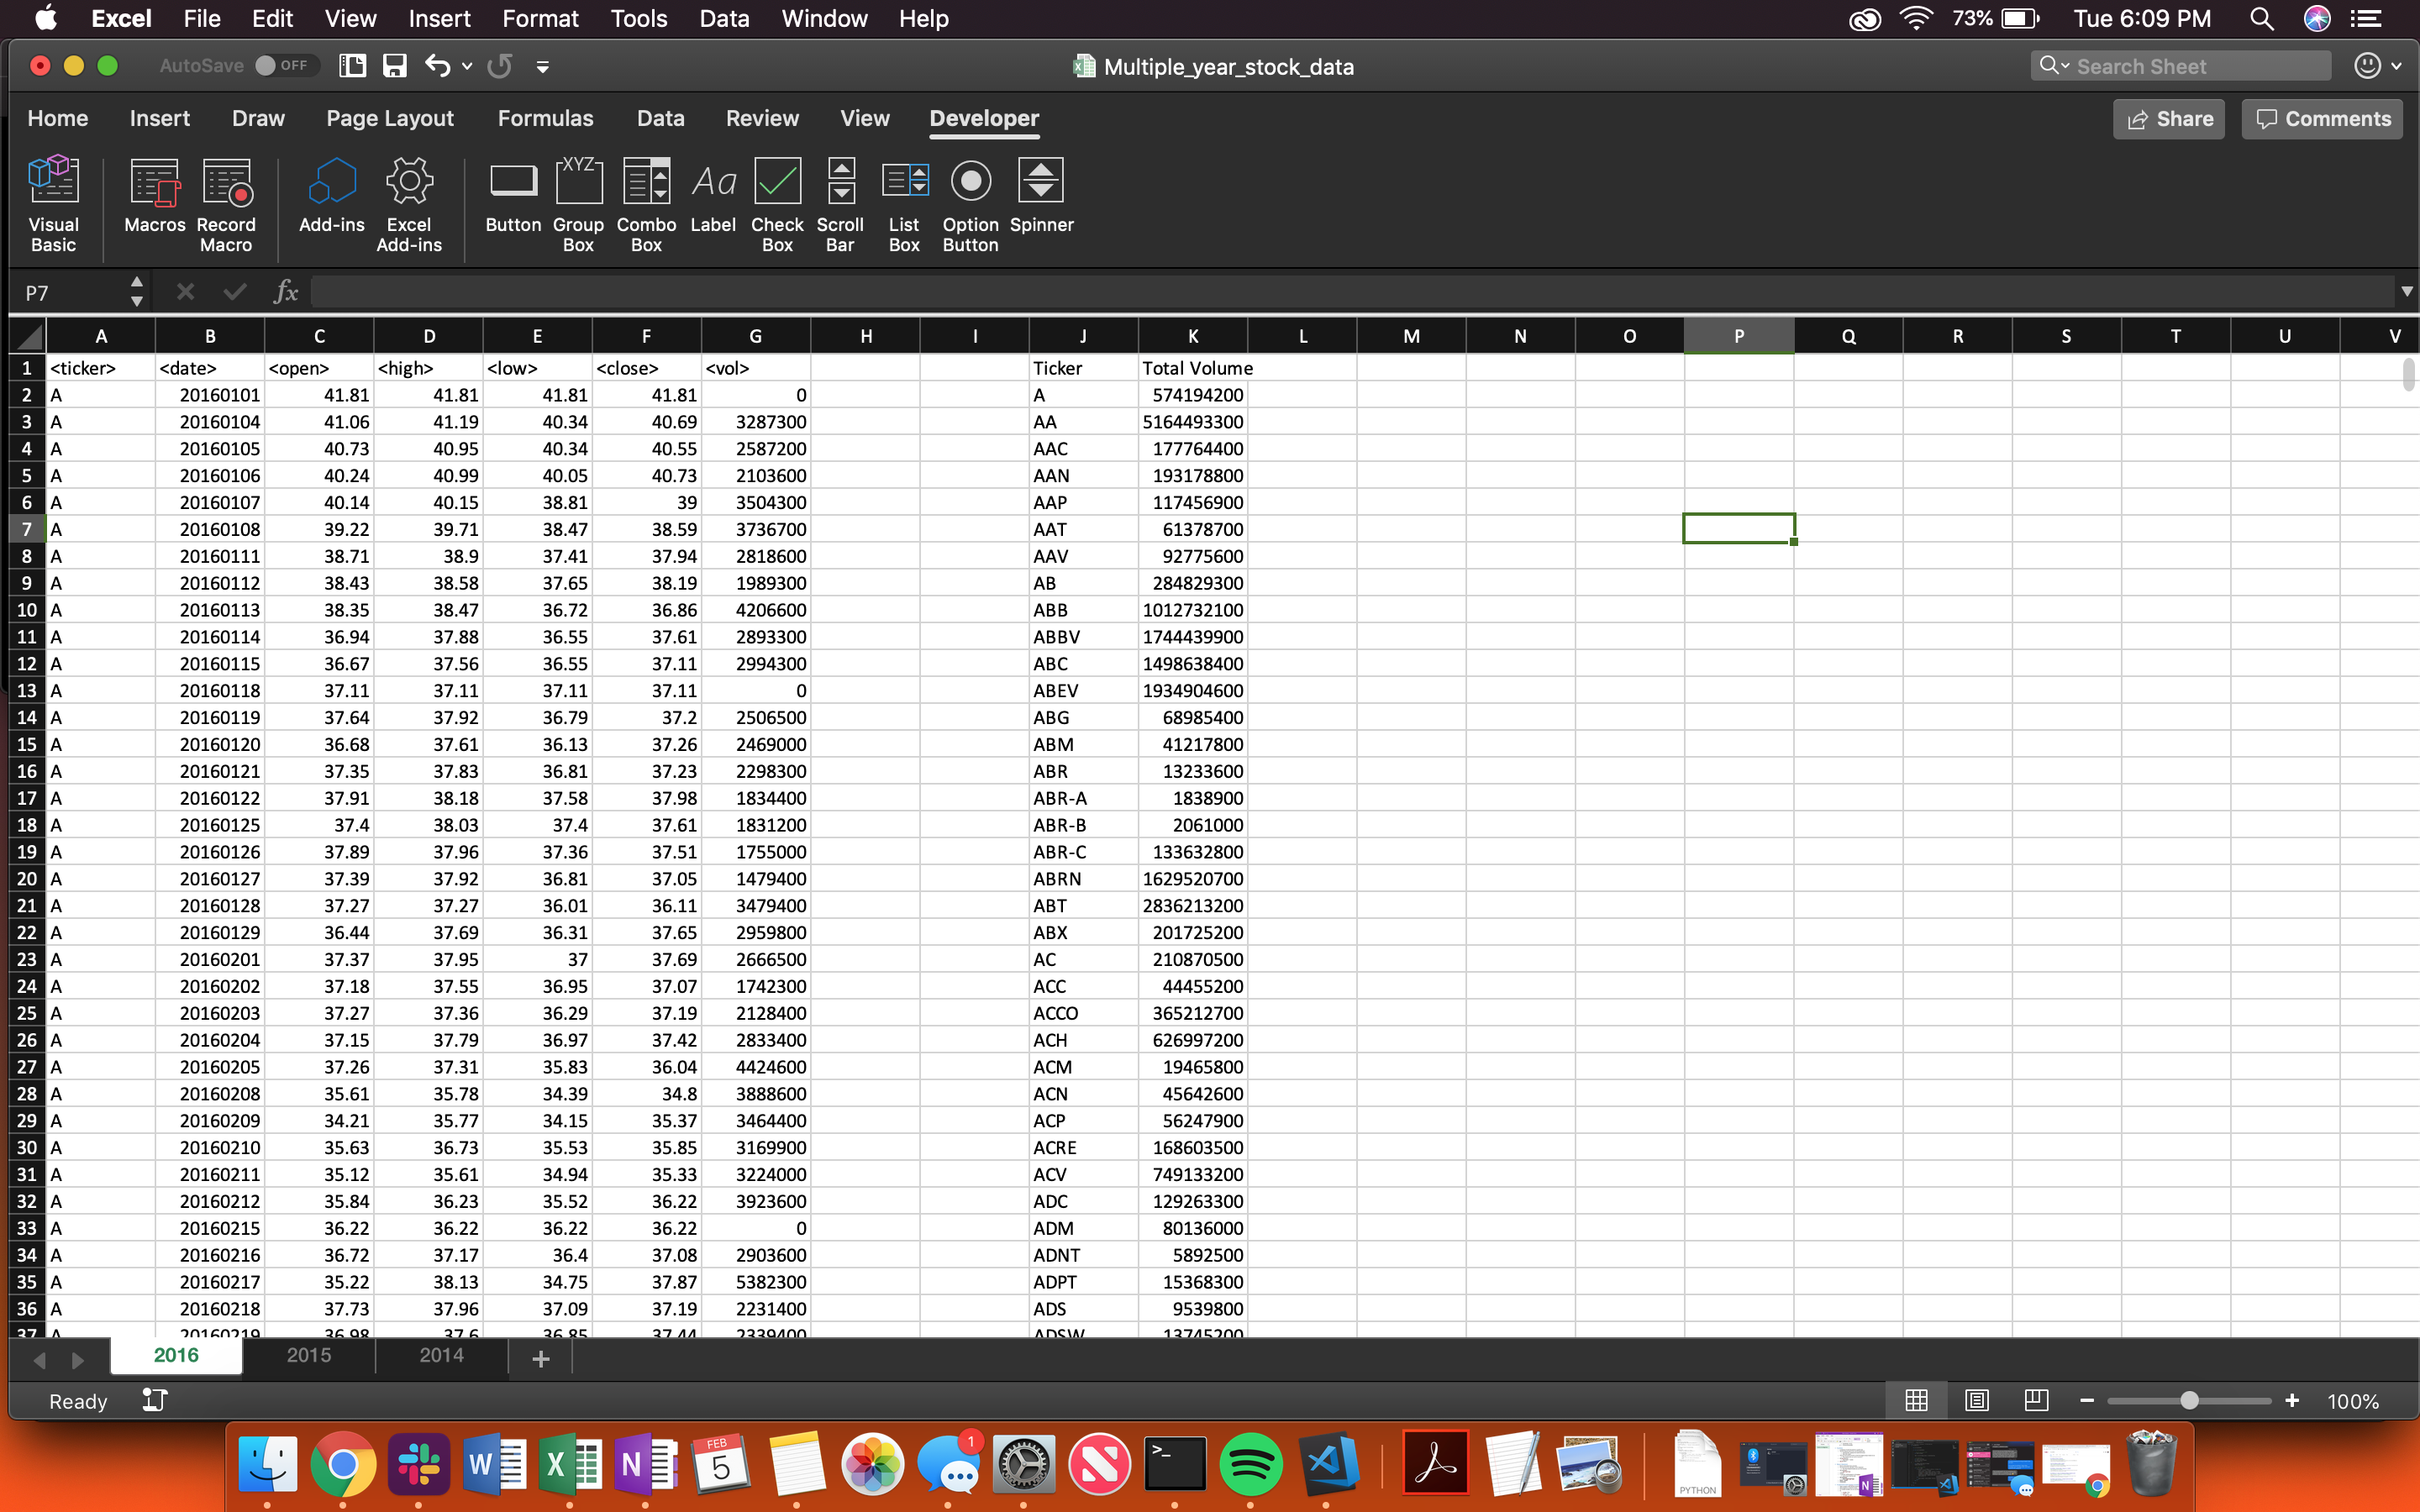 Excel File Edit View Insert Format Tools Data Window Help 73% Tue 6:09 PM
AutoSave OFF Multiple_year_stock_data Search Sheet
Home Insert Draw Page Layout Formulas Data Review View Developer Share Comments
Visual Basic Macros Record Macro Add-ins Excel Add-ins Button Group Box Combo Box Label Check Box Scroll Bar List Box Option Button Spinner
P7 fx
A B C D E F G H I J K L M N O P Q R S T U V
1 <ticker> <date> <open> <high> <low> <close> <vol> Ticker Total Volume
2 A 20160101 41.81 41.81 41.81 41.81 0 A 574194200
3 A 20160104 41.06 41.19 40.34 40.69 3287300 AA 5164493300
4 A 20160105 40.73 40.95 40.34 40.55 2587200 AAC 177764400
5 A 20160106 40.24 40.99 40.05 40.73 2103600 AAN 193178800
6 A 20160107 40.14 40.15 38.81 39 3504300 AAP 117456900
7 A 20160108 39.22 39.71 38.47 38.59 3736700 AAT 61378700
8 A 20160111 38.71 38.9 37.41 37.94 2818600 AAV 92775600
9 A 20160112 38.43 38.58 37.65 38.19 1989300 AB 284829300
10 A 20160113 38.35 38.47 36.72 36.86 4206600 ABB 1012732100
11 A 20160114 36.94 37.88 36.55 37.61 2893300 ABBV 1744439900
12 A 20160115 36.67 37.56 36.55 37.11 2994300 ABC 1498638400
13 A 20160118 37.11 37.11 37.11 37.11 0 ABEV 1934904600
14 A 20160119 37.64 37.92 36.79 37.2 2506500 ABG 68985400
15 A 20160120 36.68 37.61 36.13 37.26 2469000 ABM 41217800
16 A 20160121 37.35 37.83 36.81 37.23 2298300 ABR 13233600
17 A 20160122 37.91 38.18 37.58 37.98 1834400 ABR-A 1838900
18 A 20160125 37.4 38.03 37.4 37.61 1831200 ABR-B 2061000
19 A 20160126 37.89 37.96 37.36 37.51 1755000 ABR-C 133632800
20 A 20160127 37.39 37.92 36.81 37.05 1479400 ABRN 1629520700
21 A 20160128 37.27 37.27 36.01 36.11 3479400 ABT 2836213200
22 A 20160129 36.44 37.69 36.31 37.65 2959800 ABX 201725200
23 A 20160201 37.37 37.95 37 37.69 2666500 AC 210870500
24 A 20160202 37.18 37.55 36.95 37.07 1742300 ACC 44455200
25 A 20160203 37.27 37.36 36.29 37.19 2128400 ACCO 365212700
26 A 20160204 37.15 37.79 36.97 37.42 2833400 ACH 626997200
27 A 20160205 37.26 37.31 35.83 36.04 4424600 ACM 19465800
28 A 20160208 35.61 35.78 34.39 34.8 3888600 ACN 45642600
29 A 20160209 34.21 35.77 34.15 35.37 3464400 ACP 56247900
30 A 20160210 35.63 36.73 35.53 35.85 3169900 ACRE 168603500
31 A 20160211 35.12 35.61 34.94 35.33 3224000 ACV 749133200
32 A 20160212 35.84 36.23 35.52 36.22 3923600 ADC 129263300
33 A 20160215 36.22 36.22 36.22 36.22 0 ADM 80136000
34 A 20160216 36.72 37.17 36.4 37.08 2903600 ADNT 5892500
35 A 20160217 35.22 38.13 34.75 37.87 5382300 ADPT 15368300
36 A 20160218 37.73 37.96 37.09 37.19 2231400 ADS 9539800
37 A 20160219 36.98 37.6 36.85 37.44 2339400 ADSW 13745200
2016 2015 2014
Ready 100%
FEB
5
1
PYTHON